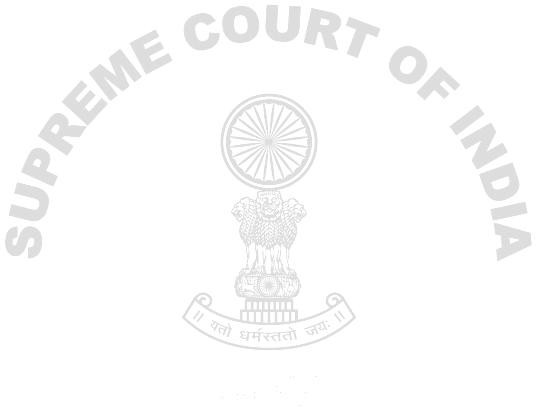 SUPREME COURT OF INDIA
॥ यतो धर्मस्ततो जयः ॥